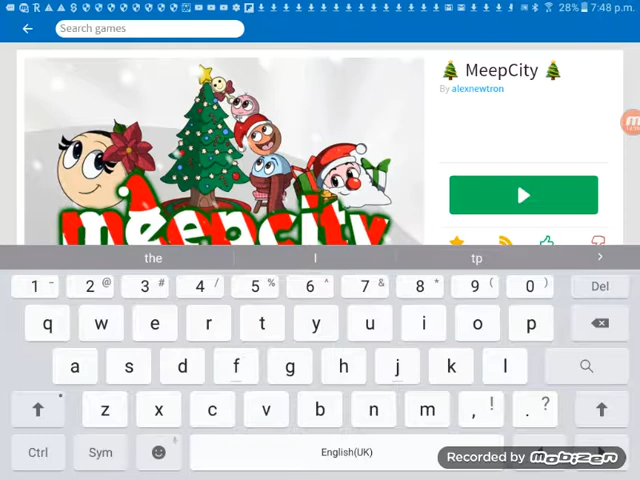 28% 7:48 p.m.
Search games
🎄 MeepCity 🎄
By alexnewtron
meepcity
the I tp
1 - 2 @ 3 # 4 / 5 % 6 ^ 7 & 8 * 9 ( 0 ) Del
q w e r t y u i o p
a s d f g h j k l
z x c v b n m , ! . ?
Ctrl Sym English(UK)
Recorded by mobizen